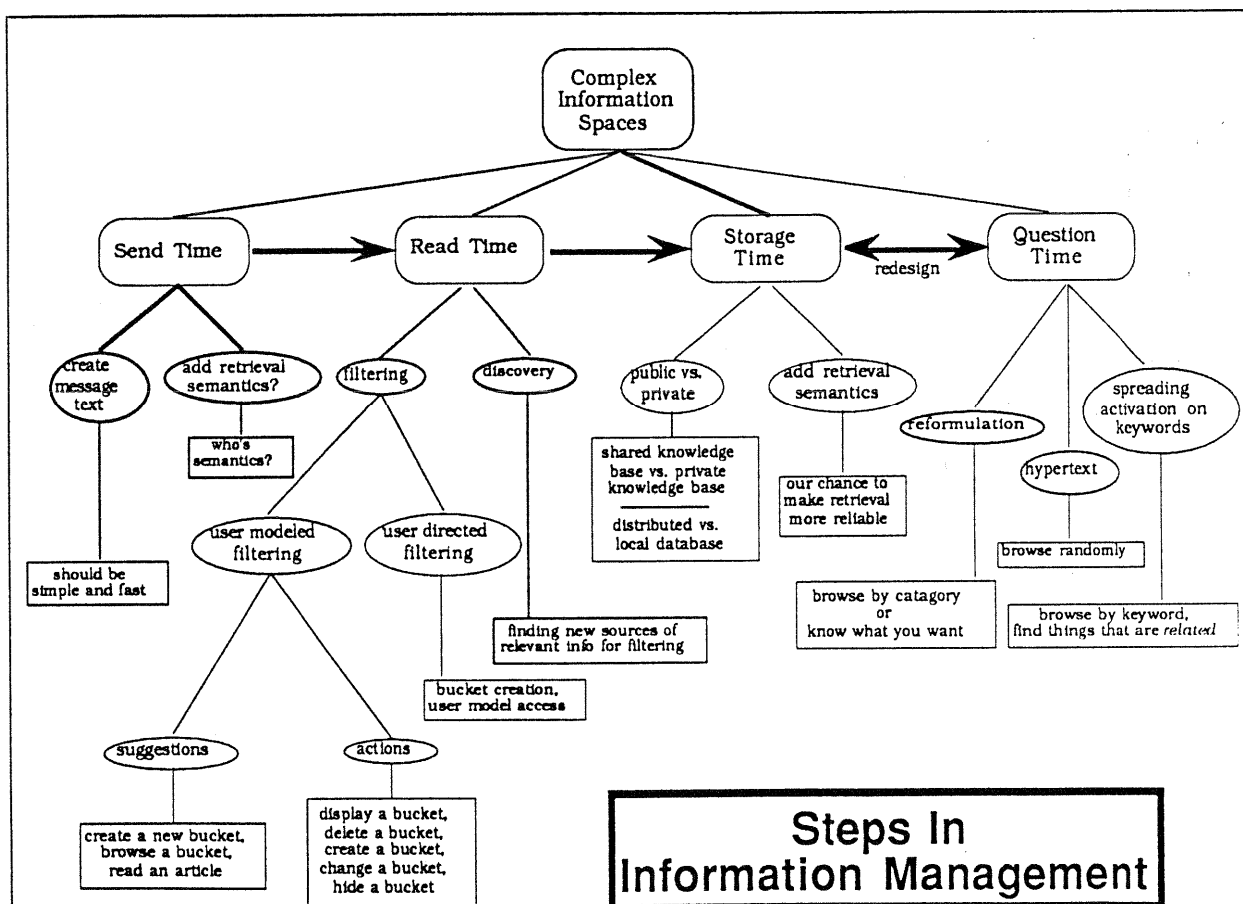 Complex
Information
Spaces
Send Time
Read Time
Storage
Time
redesign
Question
Time
create
message
text
add retrieval
semantics?
filtering
discovery
public vs.
private
add retrieval
semantics
reformulation
hypertext
spreading
activation on
keywords
should be
simple and fast
who's
semantics?
user modeled
filtering
user directed
filtering
finding new sources of
relevant info for filtering
bucket creation,
user model access
shared knowledge
base vs. private
knowledge base
distributed vs.
local database
our chance to
make retrieval
more reliable
browse by catagory
or
know what you want
browse randomly
browse by keyword,
find things that are related
suggestions
actions
create a new bucket,
browse a bucket,
read an article
display a bucket,
delete a bucket,
create a bucket,
change a bucket,
hide a bucket
Steps In
Information Management